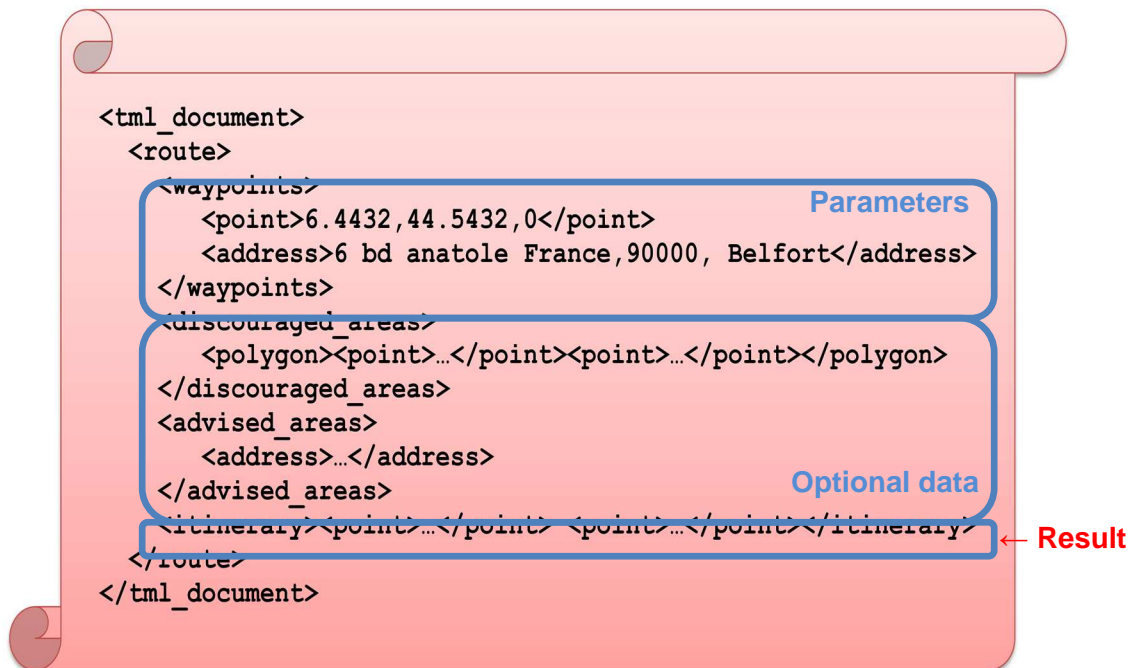 <tml_document>
<route>
<waypoints>
Parameters
<point>6.4432,44.5432,0</point>
<address>6 bd anatole France,90000, Belfort</address>
</waypoints>
<discouraged_areas>
<polygon><point>…</point><point>…</point></polygon>
</discouraged_areas>
<advised_areas>
<address>…</address>
</advised_areas>
Optional data
<itinerary><point>…</point> <point>…</point></itinerary>
← Result
</route>
</tml_document>